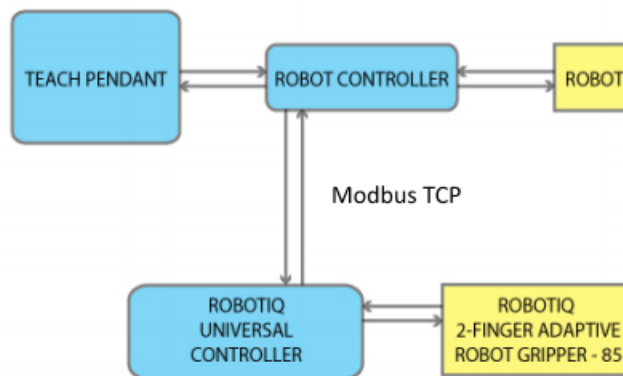 TEACH PENDANT
ROBOT CONTROLLER
ROBOT
Modbus TCP
ROBOTIQ
UNIVERSAL
CONTROLLER
ROBOTIQ
2-FINGER ADAPTIVE
ROBOT GRIPPER - 85